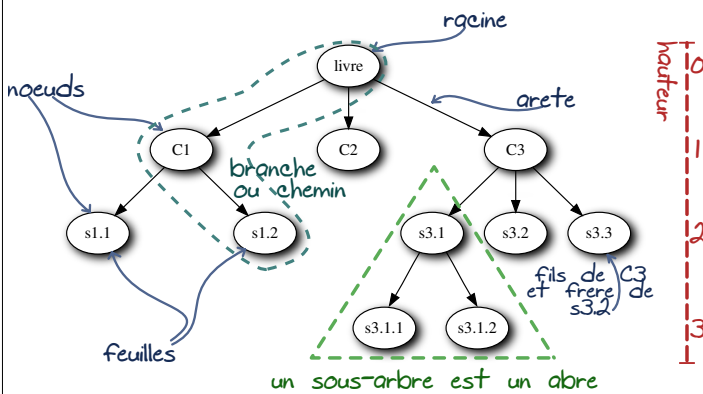 racine
livre
hauteur
0
noeuds
arete
C1
C2
C3
1
branche
ou chemin
s1.1
s1.2
s3.1
s3.2
s3.3
2
fils de C3
et frere de
s3.2
s3.1.1
s3.1.2
3
feuilles
un sous-arbre est un abre